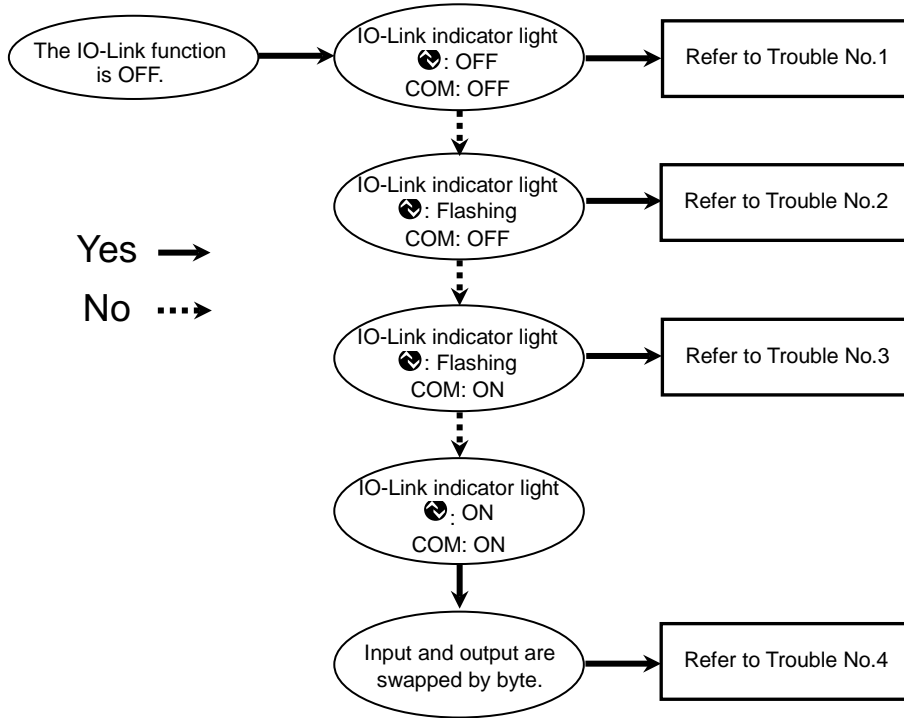 The IO-Link function
is OFF.
IO-Link indicator light
: OFF
COM: OFF
Refer to Trouble No.1
IO-Link indicator light
: Flashing
COM: OFF
Refer to Trouble No.2
Yes
No
IO-Link indicator light
: Flashing
COM: ON
Refer to Trouble No.3
IO-Link indicator light
: ON
COM: ON
Input and output are
swapped by byte.
Refer to Trouble No.4